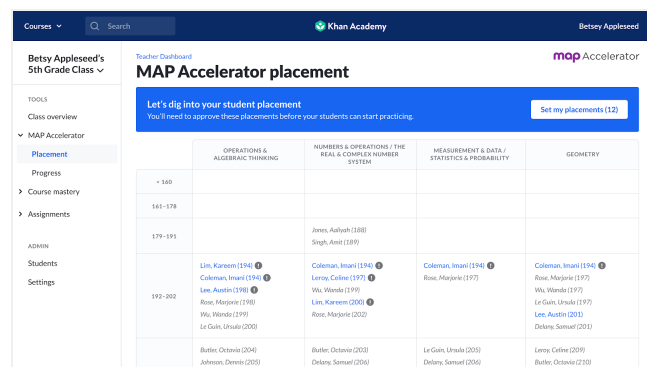 Courses
Search
Khan Academy
Betsey Appleseed
Betsy Appleseed's
5th Grade Class
TOOLS
Class overview
MAP Accelerator
Placement
Progress
Course mastery
Assignments
ADMIN
Students
Settings
Teacher Dashboard
MAP Accelerator placement
map Accelerator
Let's dig into your student placement
You'll need to approve these placements before your students can start practicing.
Set my placements (12)
OPERATIONS &
ALGEBRAIC THINKING
NUMBERS & OPERATIONS / THE
REAL & COMPLEX NUMBER
SYSTEM
MEASUREMENT & DATA /
STATISTICS & PROBABILITY
GEOMETRY
< 160
161–178
179–191
Jones, Aaliyah (188)
Singh, Amit (189)
192–202
Lim, Kareem (194)
Coleman, Imani (194)
Lee, Austin (198)
Rose, Marjorie (198)
Wu, Wanda (199)
Le Guin, Ursula (200)
Coleman, Imani (194)
Leroy, Celine (197)
Wu, Wanda (199)
Lim, Kareem (200)
Rose, Marjorie (202)
Coleman, Imani (194)
Rose, Marjorie (197)
Coleman, Imani (194)
Rose, Marjorie (197)
Wu, Wanda (197)
Le Guin, Ursula (197)
Lee, Austin (201)
Delany, Samuel (201)
Butler, Octavia (204)
Johnson, Dennis (205)
Butler, Octavia (203)
Delany, Samuel (206)
Le Guin, Ursula (205)
Delany, Samuel (206)
Leroy, Celine (209)
Butler, Octavia (210)